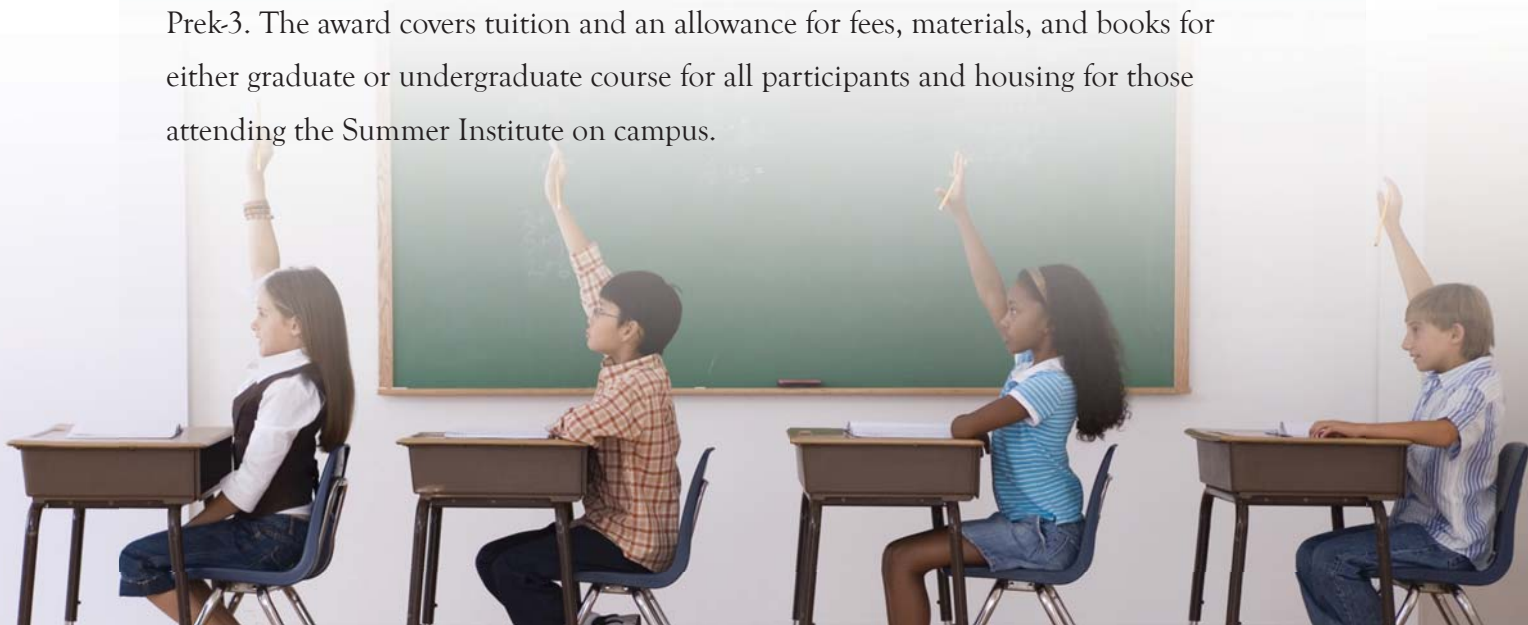 Prek-3. The award covers tuition and an allowance for fees, materials, and books for
either graduate or undergraduate course for all participants and housing for those
attending the Summer Institute on campus.